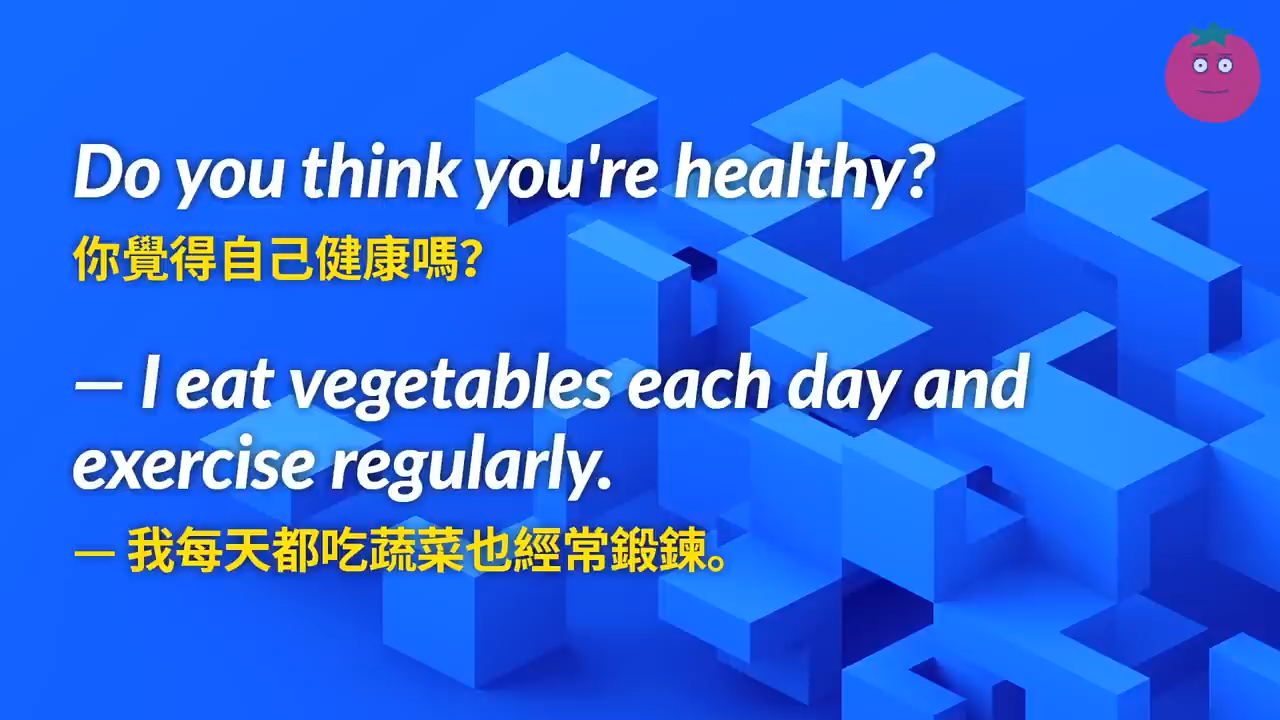 Do you think you're healthy?
你覺得自己健康嗎?
— I eat vegetables each day and
exercise regularly.
— 我每天都吃蔬菜也經常鍛鍊。